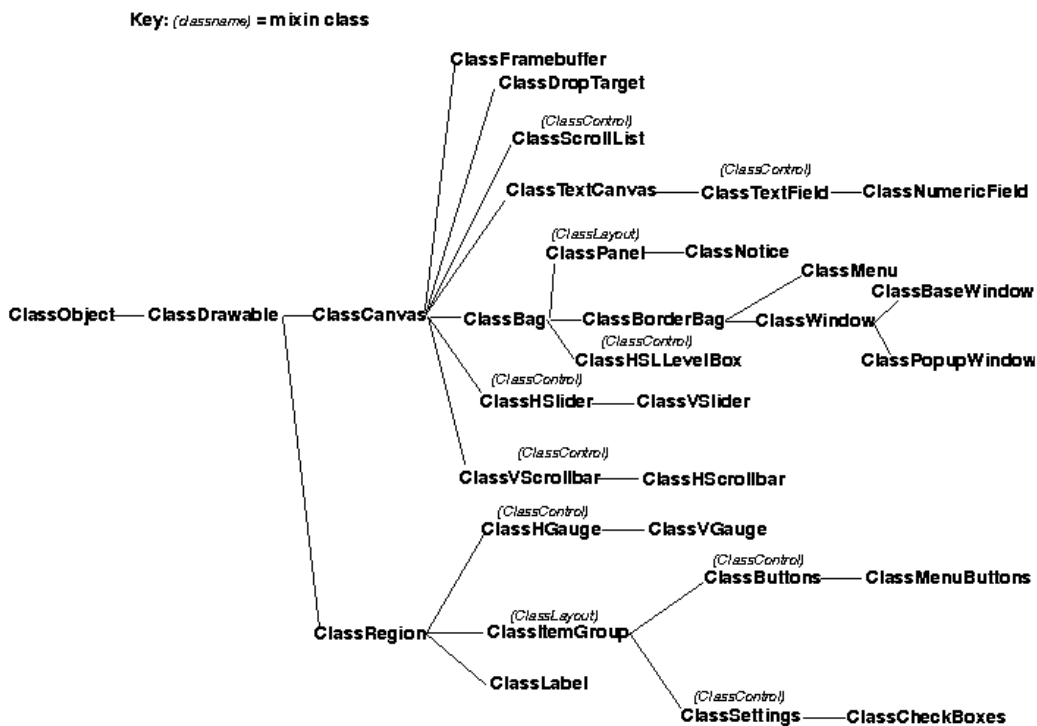 Key: (classname) = mixin class
ClassFramebuffer
ClassDropTarget
(ClassControl)
ClassScrollList
(ClassControl)
ClassTextCanvas ClassTextField ClassNumericField
(ClassLayout)
ClassPanel ClassNotice
ClassMenu
ClassBaseWindow
ClassObject ClassDrawable ClassCanvas ClassBag ClassBorderBag ClassWindow
(ClassControl)
ClassHSLLevelBox ClassPopupWindow
(ClassControl)
ClassHSlider ClassVSlider
(ClassControl)
ClassVScrollbar ClassHScrollbar
(ClassControl)
ClassHGauge ClassVGauge
(ClassControl)
ClassButtons ClassMenuButtons
(ClassLayout)
ClassRegion ClassItemGroup
ClassLabel
(ClassControl)
ClassSettings ClassCheckBoxes